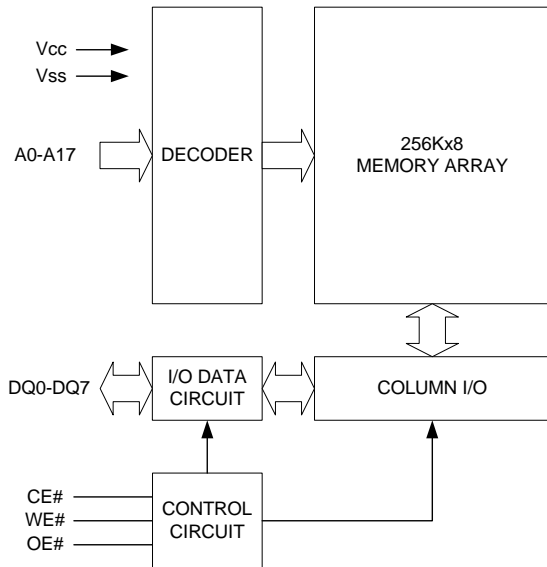 Vcc
Vss
A0-A17
DECODER
256Kx8
MEMORY ARRAY
DQ0-DQ7
I/O DATA
CIRCUIT
COLUMN I/O
CE#
WE#
OE#
CONTROL
CIRCUIT